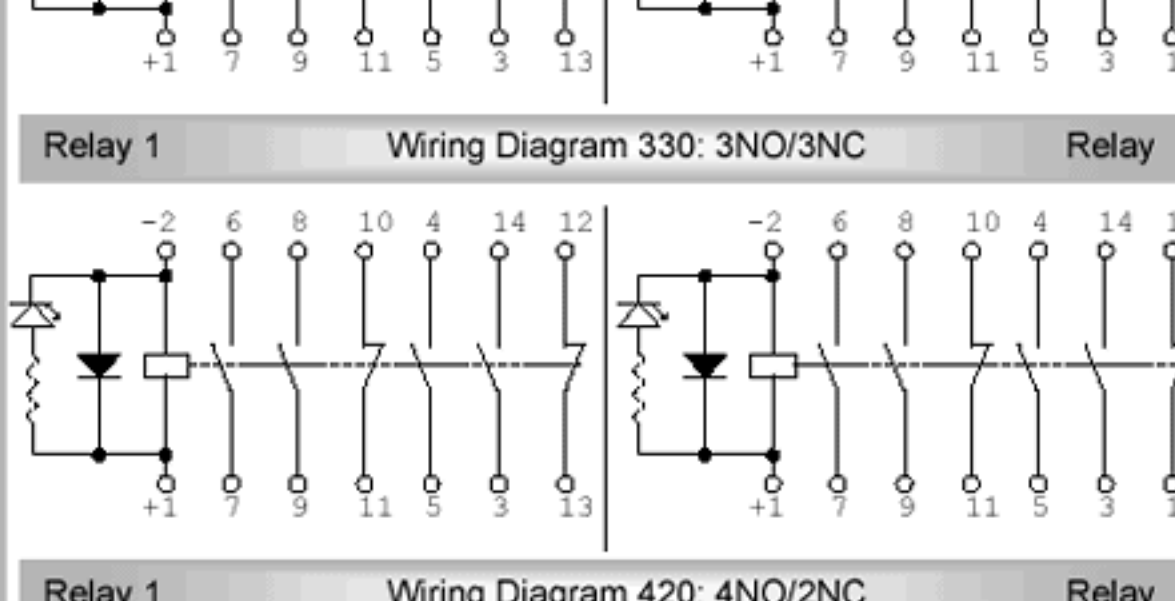 +1 7 9 11 5 3 13 +1 7 9 11 5 3
Relay 1 Wiring Diagram 330: 3NO/3NC Relay
-2 6 8 10 4 14 12 -2 6 8 10 4 14 1
+1 7 9 11 5 3 13 +1 7 9 11 5 3 1
Relay 1 Wiring Diagram 420: 4NO/2NC Relay